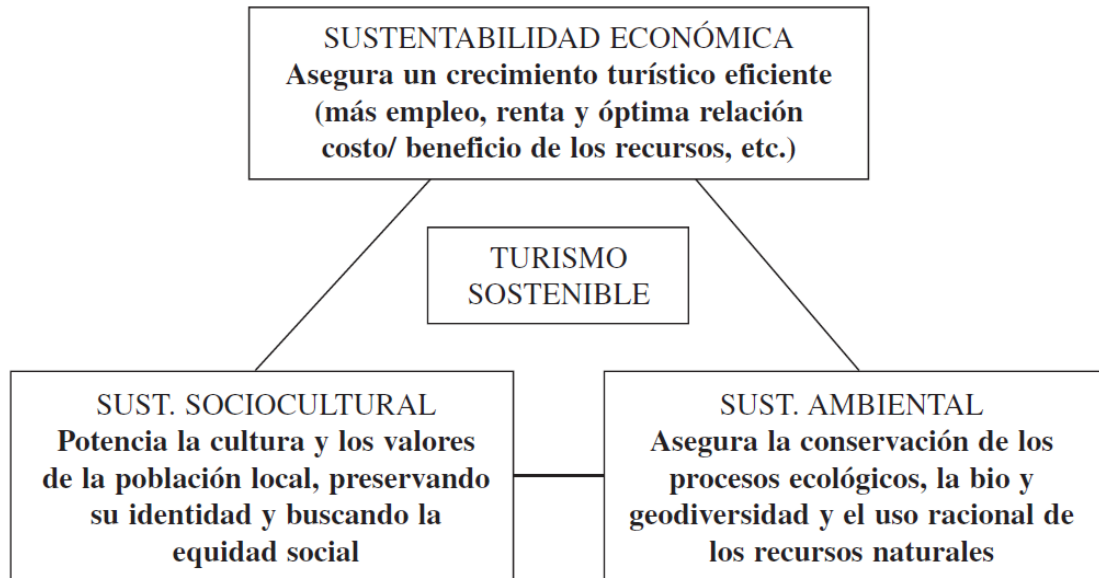 SUSTENTABILIDAD ECONÓMICA
Asegura un crecimiento turístico eficiente
(más empleo, renta y óptima relación
costo/ beneficio de los recursos, etc.)
TURISMO
SOSTENIBLE
SUST. SOCIOCULTURAL
Potencia la cultura y los valores
de la población local, preservando
su identidad y buscando la
equidad social
SUST. AMBIENTAL
Asegura la conservación de los
procesos ecológicos, la bio y
geodiversidad y el uso racional de
los recursos naturales